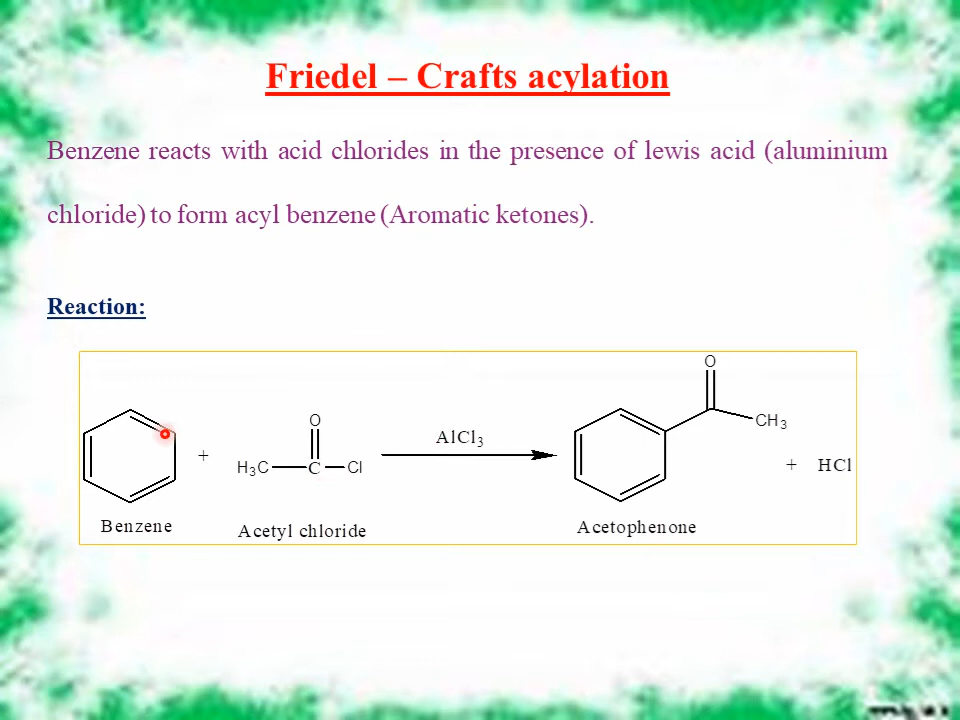 Friedel – Crafts acylation
Benzene reacts with acid chlorides in the presence of lewis acid (aluminium
chloride) to form acyl benzene (Aromatic ketones).
Reaction:
O
O
CH3
AlCl3
+
H3C C Cl
+ HCl
Benzene
Acetyl chloride
Acetophenone